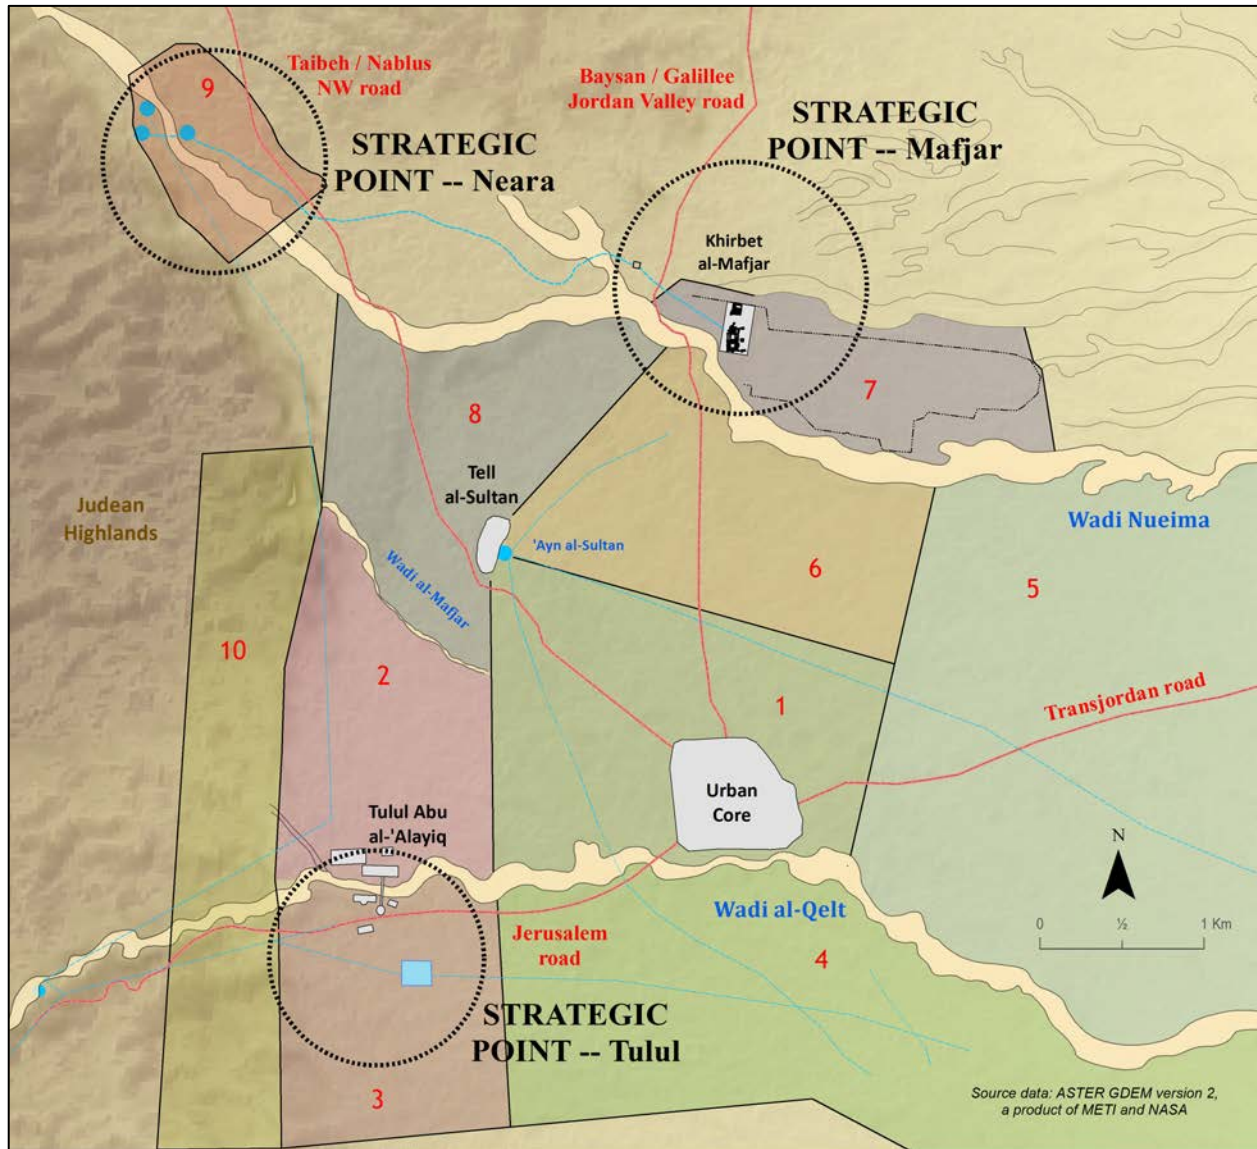 9
Taibeh / Nablus
NW road
Baysan / Galillee
Jordan Valley road
STRATEGIC
POINT -- Neara
STRATEGIC
POINT -- Mafjar
Khirbet
al-Mafjar
7
8
Tell
al-Sultan
Judean
Highlands
'Ayn al-Sultan
Wadi Nueima
Wadi al-Mafjar
6
5
10
2
1
Transjordan road
Urban
Core
Tulul Abu
al-'Alayiq
N
Wadi al-Qelt
0 ½ 1 Km
Jerusalem
road
4
STRATEGIC
POINT -- Tulul
3
Source data: ASTER GDEM version 2,
a product of METI and NASA